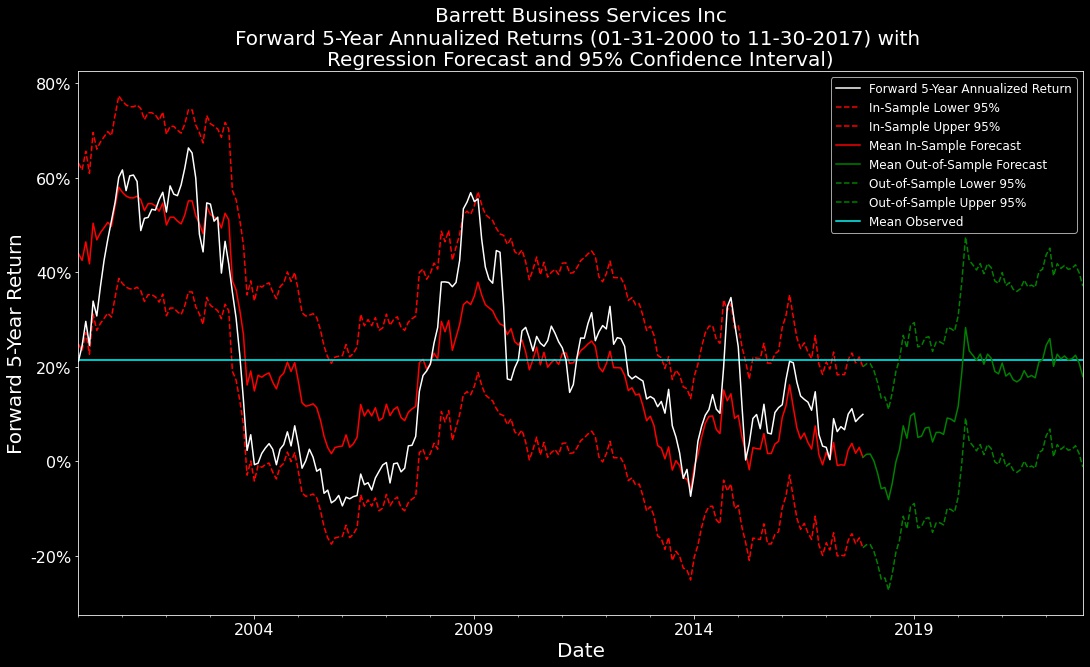 Barrett Business Services Inc
Forward 5-Year Annualized Returns (01-31-2000 to 11-30-2017) with
Regression Forecast and 95% Confidence Interval)
80%
60%
40%
20%
0%
-20%
Forward 5-Year Return
Forward 5-Year Annualized Return
In-Sample Lower 95%
In-Sample Upper 95%
Mean In-Sample Forecast
Mean Out-of-Sample Forecast
Out-of-Sample Lower 95%
Out-of-Sample Upper 95%
Mean Observed
2004
2009
2014
2019
Date